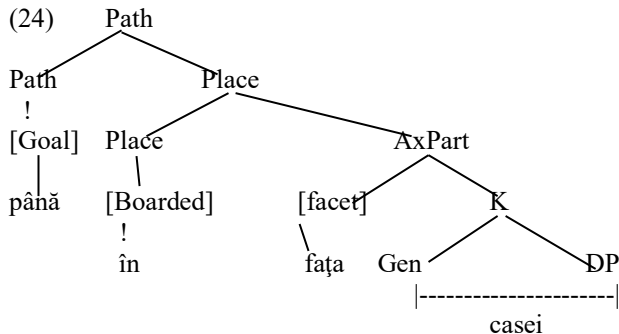 (24) Path
Path Place
!
[Goal] Place AxPart
până [Boarded] [facet] K
!
în faţa Gen DP
|---------------------|
casei